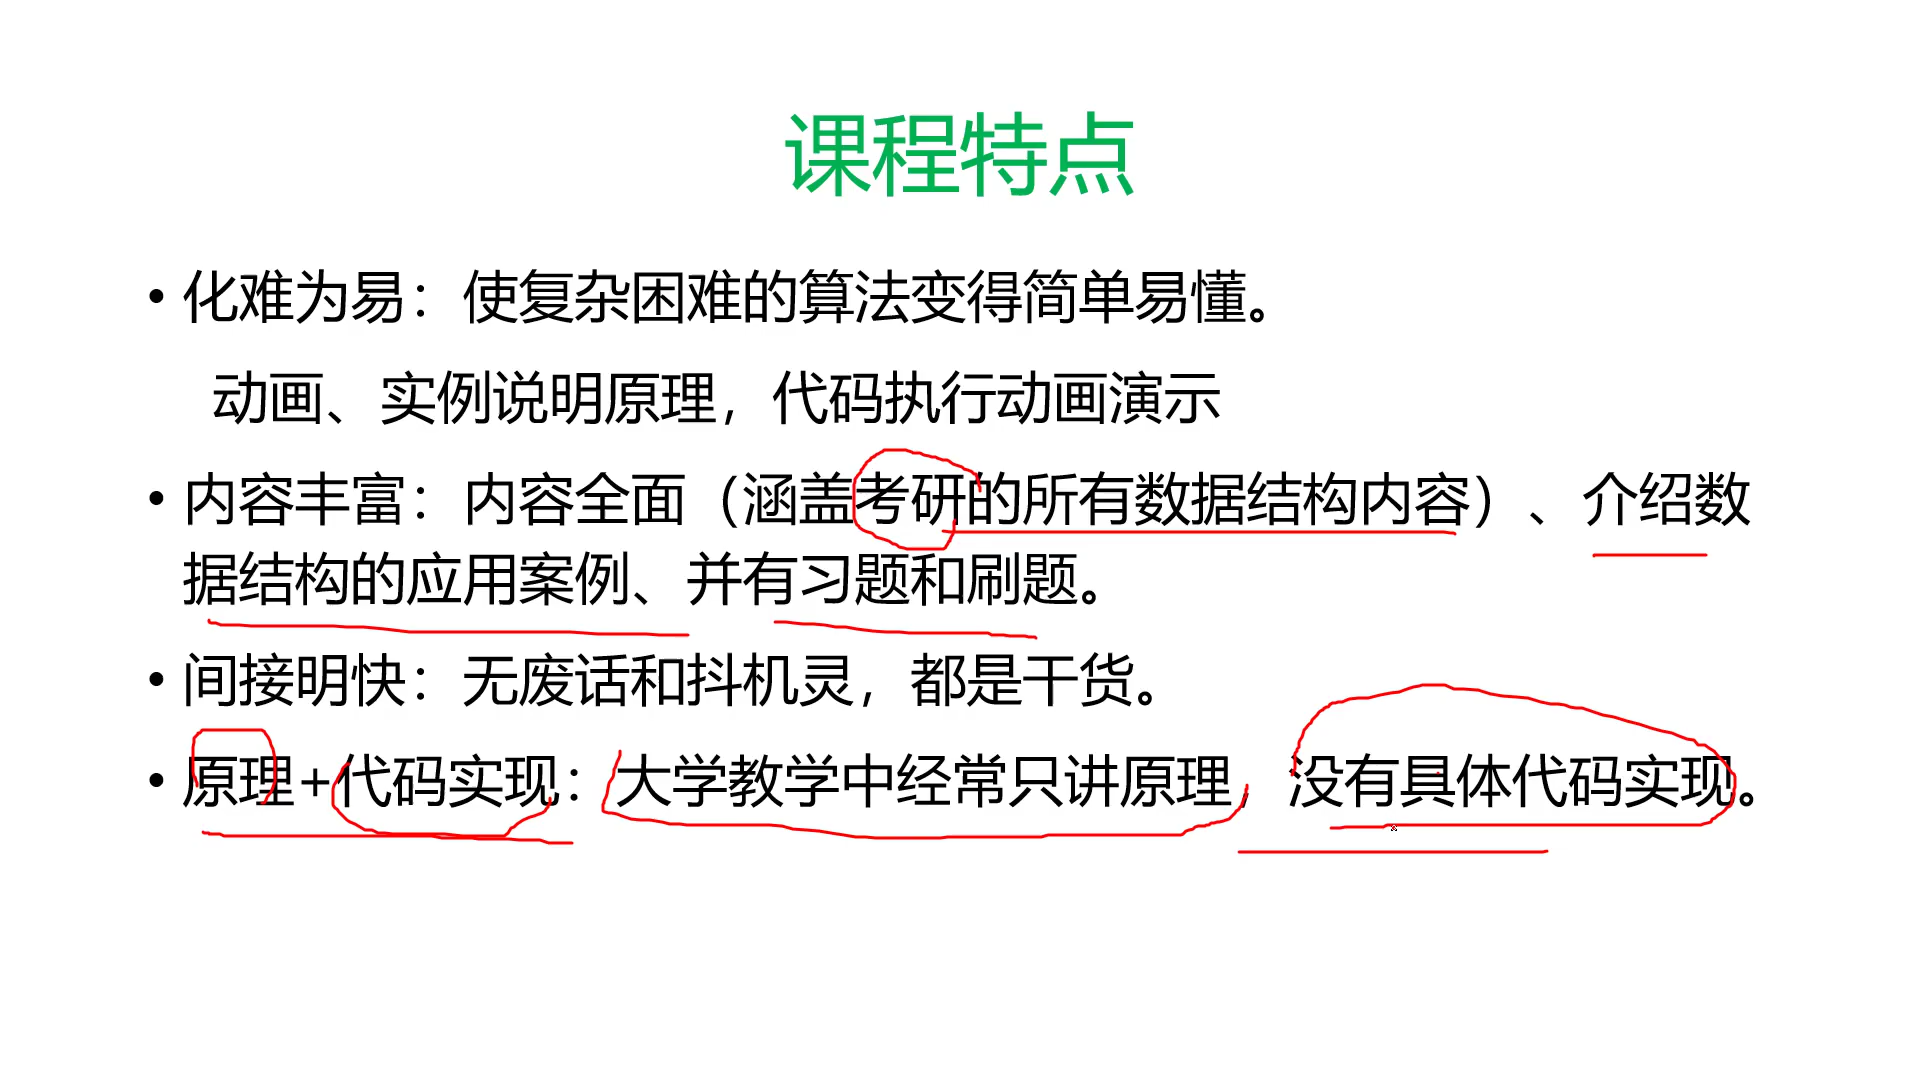 课程特点
• 化难为易：使复杂困难的算法变得简单易懂。
动画、实例说明原理，代码执行动画演示
• 内容丰富：内容全面（涵盖考研的所有数据结构内容）、介绍数
据结构的应用案例、并有习题和刷题。
• 间接明快：无废话和抖机灵，都是干货。
• 原理+代码实现：大学教学中经常只讲原理，没有具体代码实现。